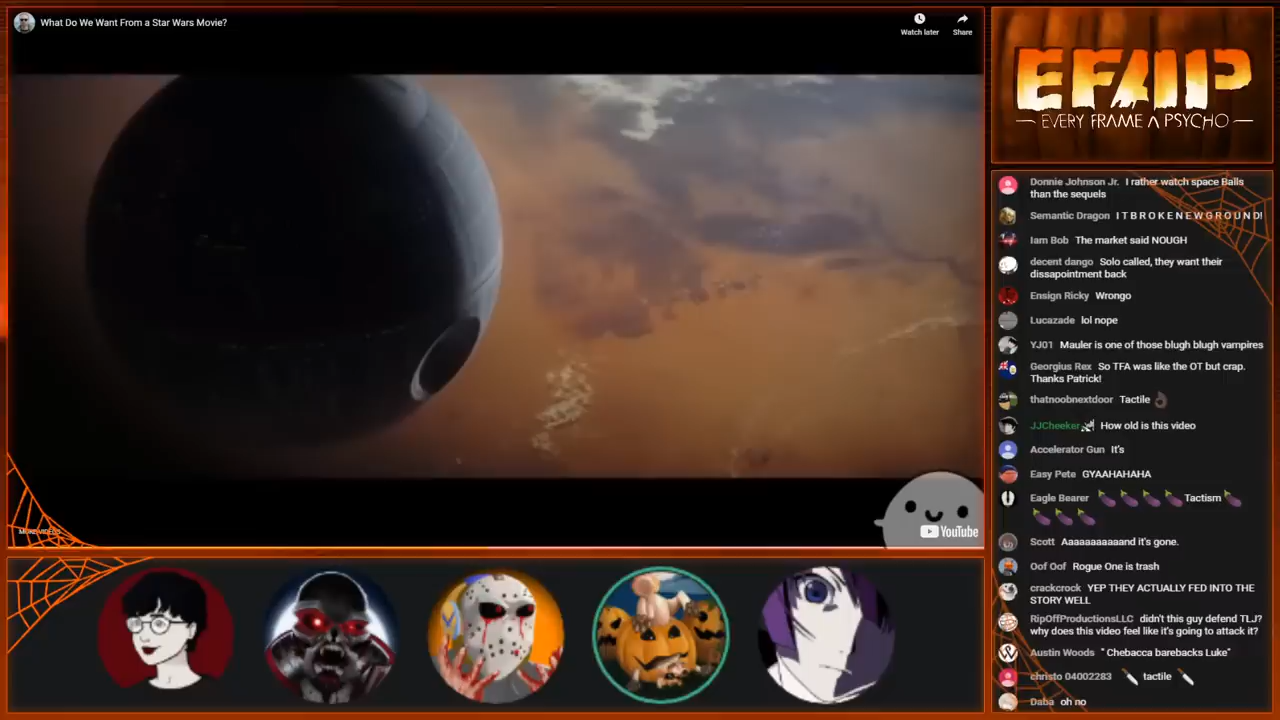 What Do We Want From a Star Wars Movie?
Watch later
Share
MORE VIDEOS
YouTube
EFAIP
EVERY FRAME A PSYCHO
Donnie Johnson Jr. I rather watch space Balls
than the sequels
Semantic Dragon I T B R O K E N E W G R O U N D!
Iam Bob The market said NOUGH
decent dango Solo called, they want their
dissapointment back
Ensign Ricky Wrongo
Lucazade lol nope
YJ01 Mauler is one of those blugh blugh vampires
Georgius Rex So TFA was like the OT but crap.
Thanks Patrick!
thatnoobnextdoor Tactile 👌🏿
JJCheeker How old is this video
Accelerator Gun It's
Easy Pete GYAAHAHAHA
Eagle Bearer 🍆🍆🍆🍆Tactism🍆
🍆🍆🍆
Scott Aaaaaaaaaand it's gone.
Oof Oof Rogue One is trash
crackcrock YEP THEY ACTUALLY FED INTO THE
STORY WELL
RipOffProductionsLLC didn't this guy defend TLJ?
why does this video feel like it's going to attack it?
Austin Woods " Chebacca barebacks Luke"
christo 04002283 🔪 tactile 🔪
Daba oh no